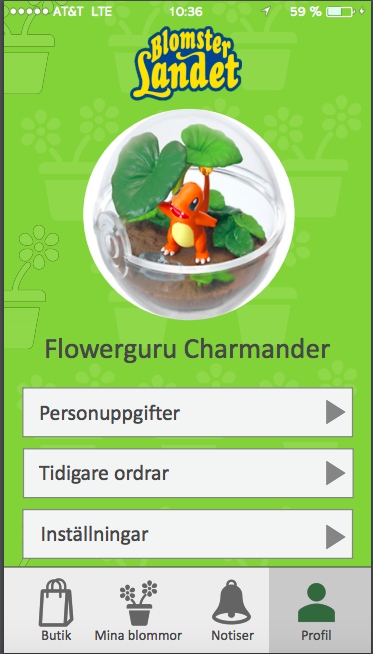 AT&T LTE 10:36 59 %
Blomster
Landet
Flowerguru Charmander
Personuppgifter
Tidigare ordrar
Inställningar
Butik Mina blommor Notiser Profil